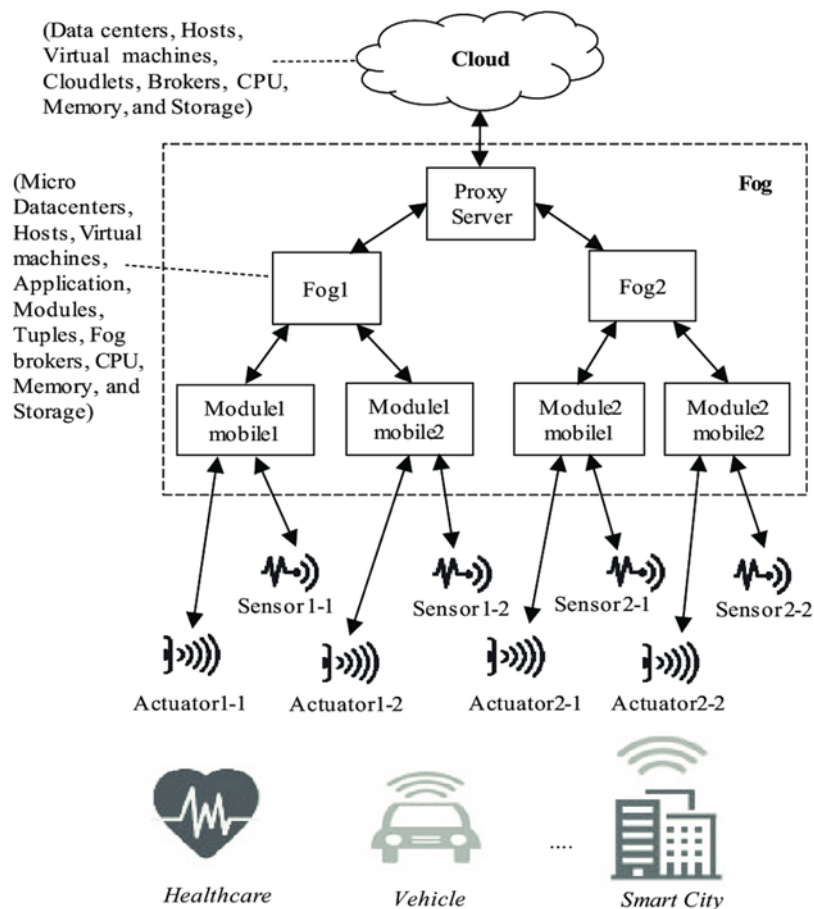 (Data centers, Hosts,
Virtual machines,
Cloudlets, Brokers, CPU,
Memory, and Storage)
Cloud
Fog
Proxy
Server
(Micro
Datacenters,
Hosts, Virtual
machines,
Application,
Modules,
Tuples, Fog
brokers, CPU,
Memory, and
Storage)
Fog1
Fog2
Module1
mobile1
Module1
mobile2
Module2
mobile1
Module2
mobile2
Sensor1-1
Sensor1-2
Sensor2-1
Sensor2-2
Actuator1-1
Actuator1-2
Actuator2-1
Actuator2-2
....
Healthcare
Vehicle
Smart City